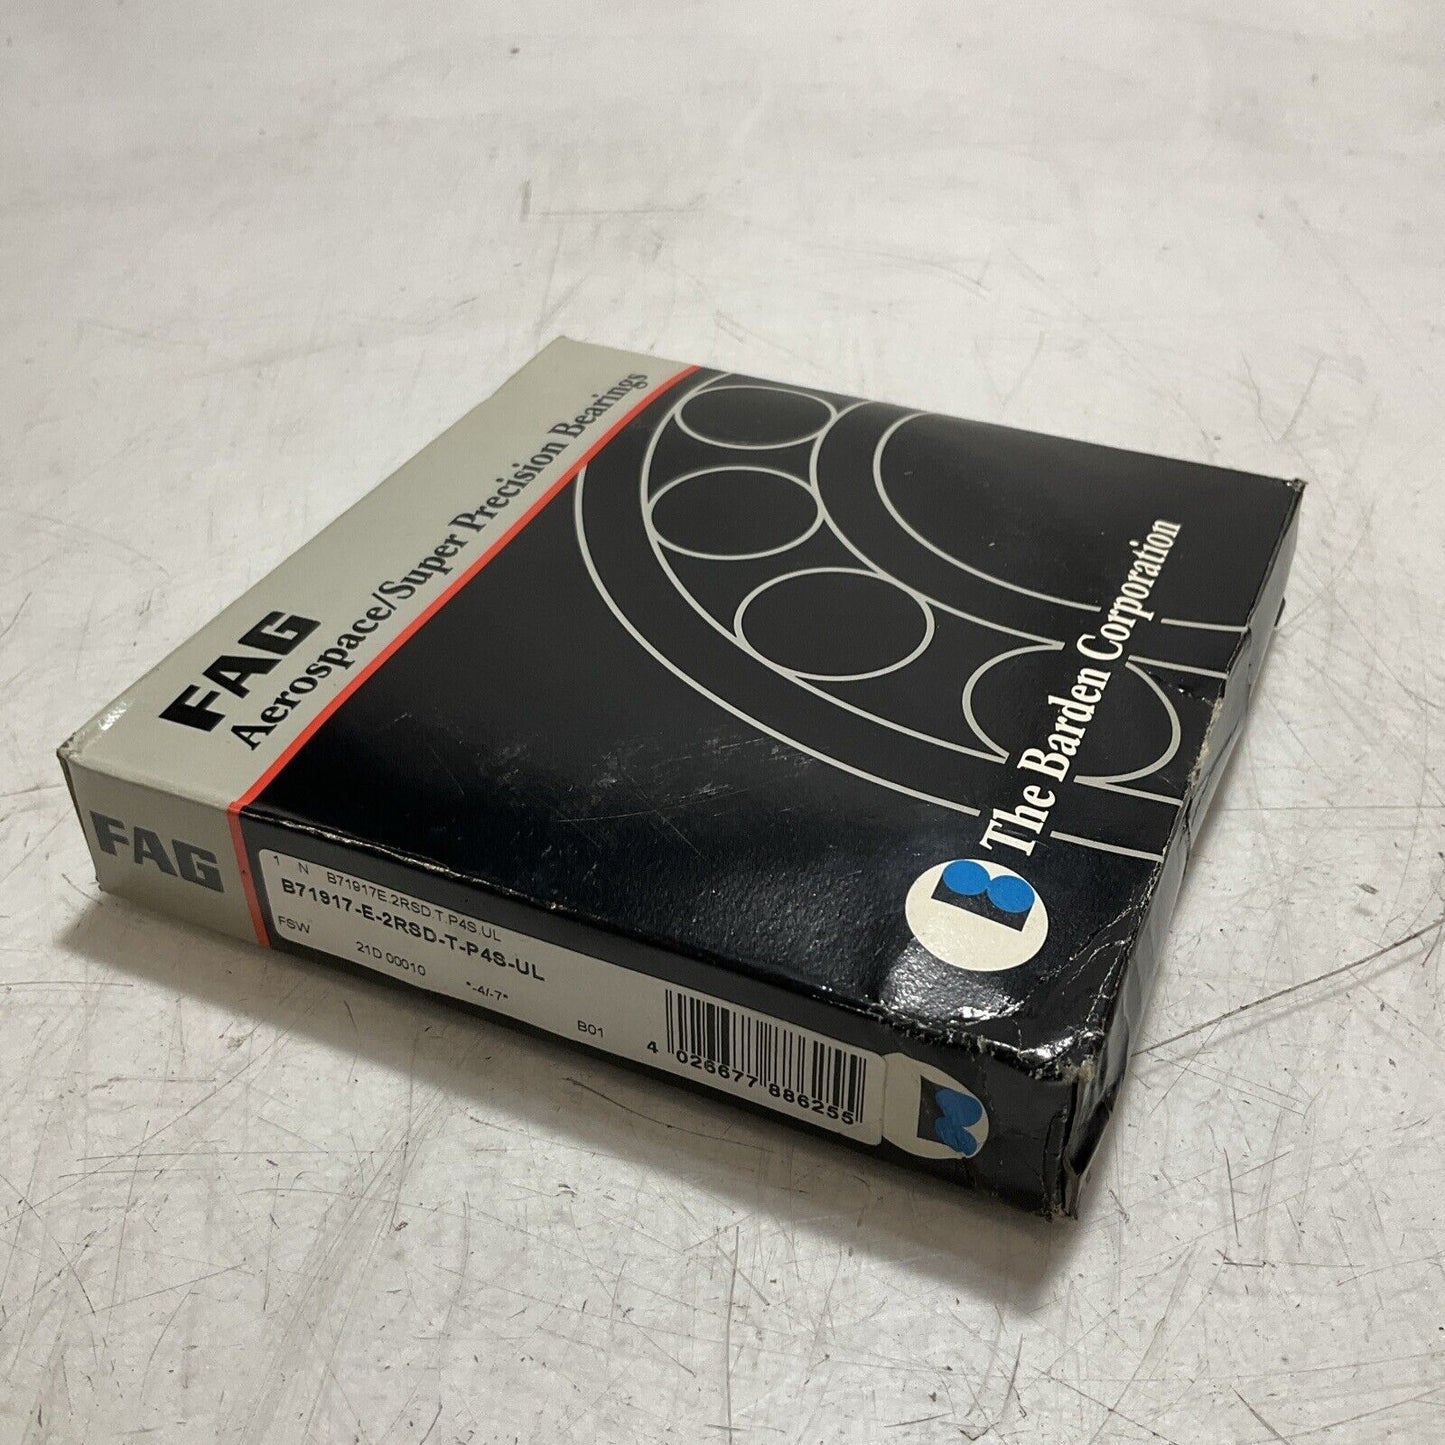 FAG
Aerospace/Super Precision Bearings
The Barden Corporation
B
FAG
1 N B71917E.2RSD.T.P4S.UL
B71917-E-2RSD-T-P4S-UL
FSW
21D 00010
*-4/-7*
B01
4 026677 886255
B